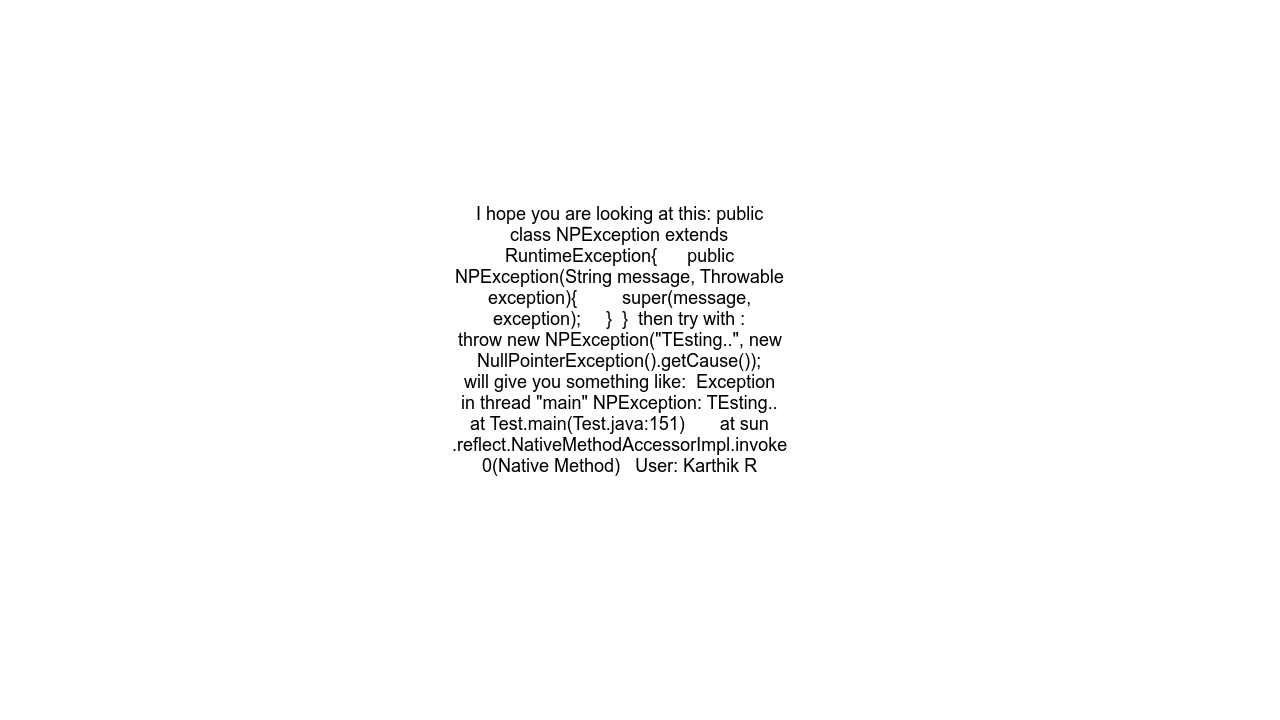 I hope you are looking at this: public
class NPException extends
RuntimeException{      public
NPException(String message, Throwable
exception){         super(message,
exception);     }  }  then try with :
throw new NPException("TEsting..", new
NullPointerException().getCause());
will give you something like:  Exception
in thread "main" NPException: TEsting..
at Test.main(Test.java:151)       at sun
.reflect.NativeMethodAccessorImpl.invoke
0(Native Method)   User: Karthik R